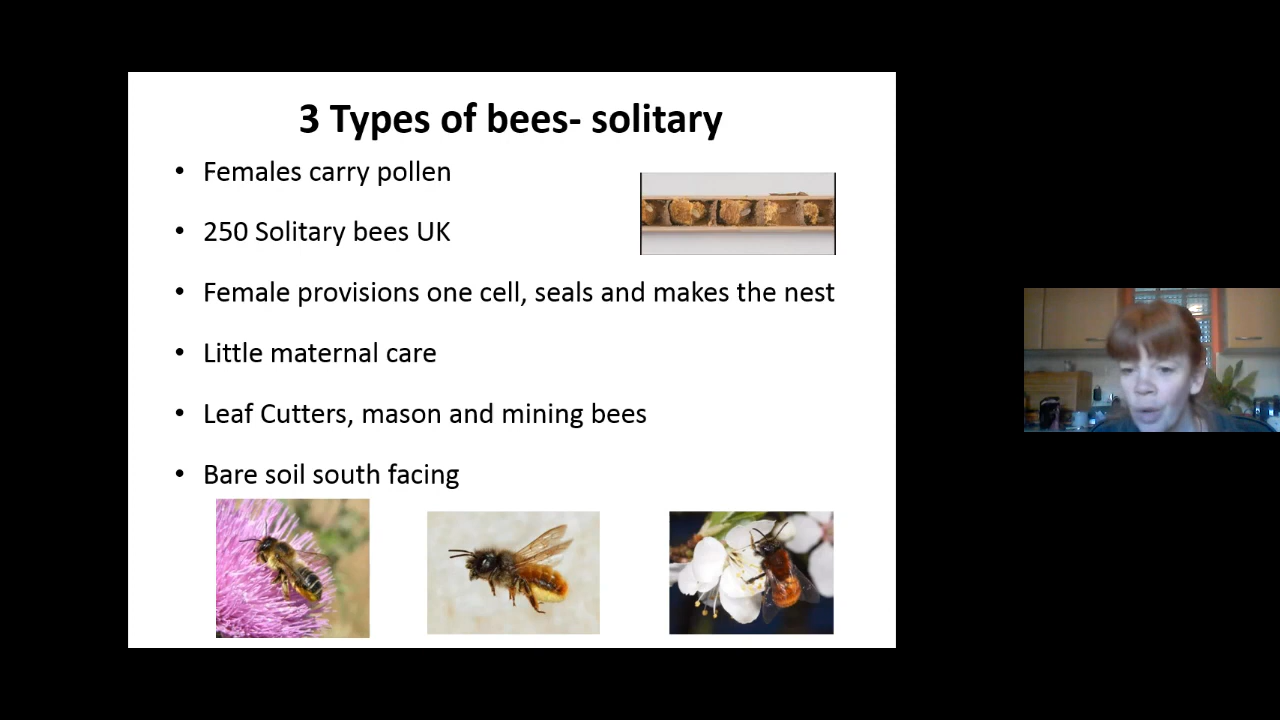 3 Types of bees- solitary
• Females carry pollen
• 250 Solitary bees UK
• Female provisions one cell, seals and makes the nest
• Little maternal care
• Leaf Cutters, mason and mining bees
• Bare soil south facing